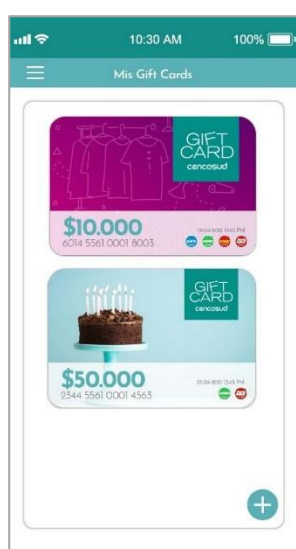 10:30 AM 100%
Mis Gift Cards
GIFT
CARD
cencosud
$10.000
6014 5561 0001 8003
GIFT
CARD
cencosud
$50.000
2344 5561 0001 4563